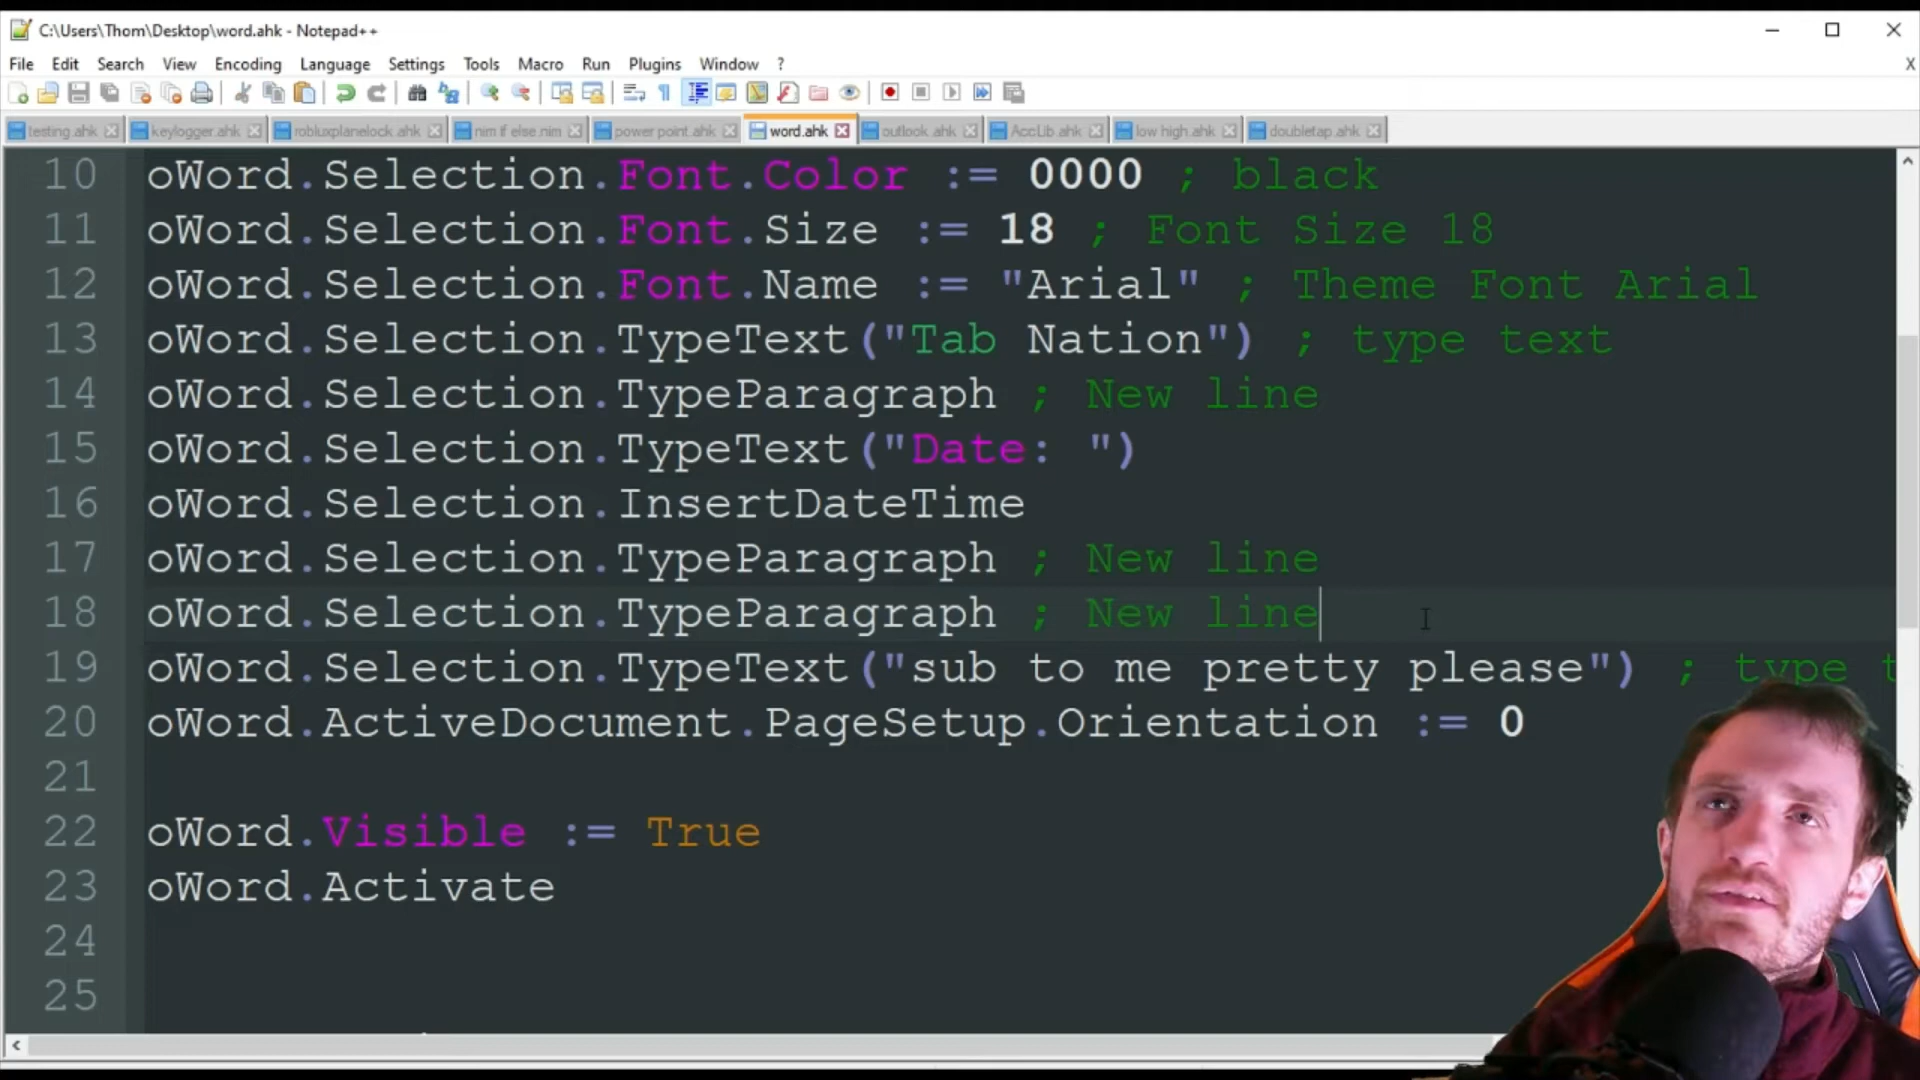 C:\Users\Thom\Desktop\word.ahk - Notepad++
File Edit Search View Encoding Language Settings Tools Macro Run Plugins Window ? X
testing.ahk keylogger.ahk robluxplanelock.ahk nim if else.nim power point.ahk word.ahk outlook .ahk AccLib.ahk low high.ahk doubletap.ahk
10 oWord.Selection.Font.Color := 0000 ; black
11 oWord.Selection.Font.Size := 18 ; Font Size 18
12 oWord.Selection.Font.Name := "Arial" ; Theme Font Arial
13 oWord.Selection.TypeText("Tab Nation") ; type text
14 oWord.Selection.TypeParagraph ; New line
15 oWord.Selection.TypeText("Date: ")
16 oWord.Selection.InsertDateTime
17 oWord.Selection.TypeParagraph ; New line
18 oWord.Selection.TypeParagraph ; New line
19 oWord.Selection.TypeText("sub to me pretty please") ; type t
20 oWord.ActiveDocument.PageSetup.Orientation := 0
21
22 oWord.Visible := True
23 oWord.Activate
24
25